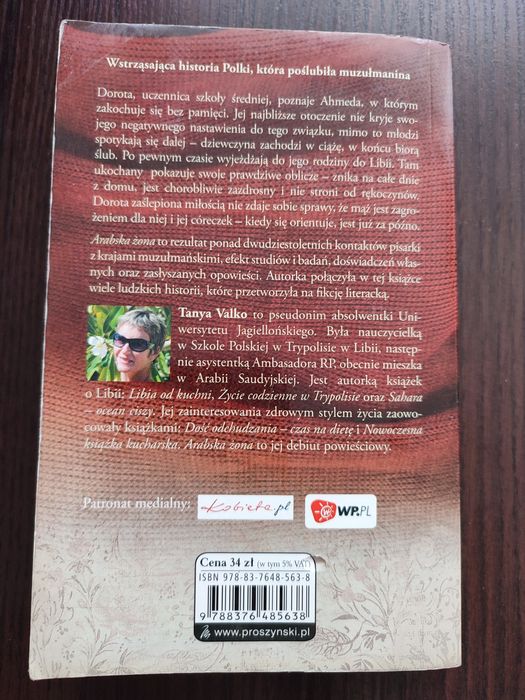 Wstrząsająca historia Polki, która poślubiła muzułmanina
Dorota, uczennica szkoły średniej, poznaje Ahmeda, w którym
zakochuje się bez pamięci. Jej najbliższe otoczenie nie kryje swo-
jego negatywnego nastawienia do tego związku, mimo to młodzi
spotykają się dalej – dziewczyna zachodzi w ciążę, w końcu biorą
ślub. Po pewnym czasie wyjeżdżają do jego rodziny do Libii. Tam
ukochany pokazuje swoje prawdziwe oblicze – znika na całe dnie
z domu, jest chorobliwie zazdrosny i nie stroni od rękoczynów.
Dorota zaślepiona miłością nie zdaje sobie sprawy, że mąż jest zagro-
żeniem dla niej i jej córeczek – kiedy się orientuje, jest już za późno.
Arabska żona to rezultat ponad dwudziestoletnich kontaktów pisarki
z krajami muzułmańskimi, efekt studiów i badań, doświadczeń włas-
nych oraz zasłyszanych opowieści. Autorka połączyła w tej książce
wiele ludzkich historii, które przetworzyła na fikcję literacką.
Tanya Valko to pseudonim absolwentki Uni-
wersytetu Jagiellońskiego. Była nauczycielką
w Szkole Polskiej w Trypolisie w Libii, następ-
nie asystentką Ambasadora RP, obecnie mieszka
w Arabii Saudyjskiej. Jest autorką książek
o Libii: Libia od kuchni, Życie codzienne w Trypolisie oraz Sahara
– ocean ciszy. Jej zainteresowania zdrowym stylem życia zaowo-
cowały książkami: Dość odchudzania – czas na dietę i Nowoczesna
książka kucharska. Arabska żona to jej debiut powieściowy.
Patronat medialny: Kobieta.pl WP.PL
Cena 34 zł (w tym 5% VAT)
ISBN 978-83-7648-563-8
9 788376 485638
www.proszynski.pl